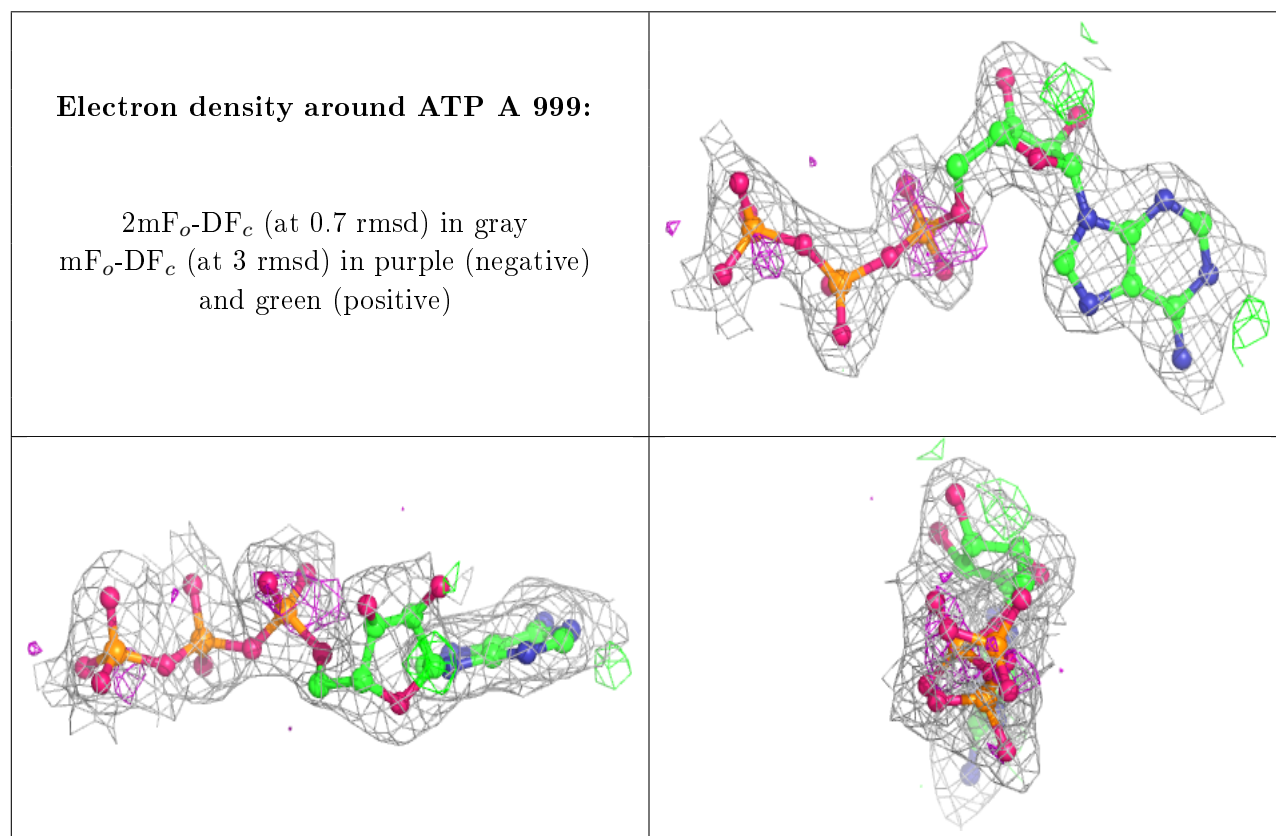 Electron density around ATP A 999:
2mFo-DFc (at 0.7 rmsd) in gray
mFo-DFc (at 3 rmsd) in purple (negative)
and green (positive)